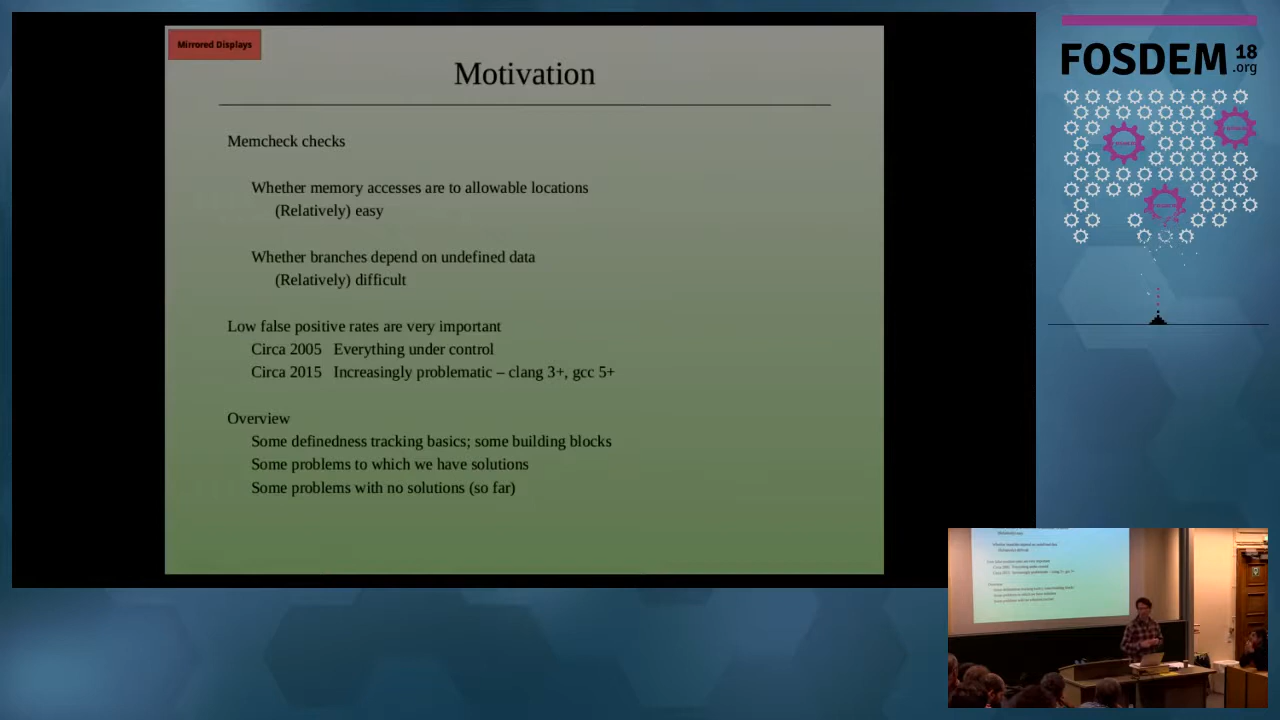 Mirrored Displays
Motivation
Memcheck checks
Whether memory accesses are to allowable locations
(Relatively) easy
Whether branches depend on undefined data
(Relatively) difficult
Low false positive rates are very important
Circa 2005 Everything under control
Circa 2015 Increasingly problematic – clang 3+, gcc 5+
Overview
Some definedness tracking basics; some building blocks
Some problems to which we have solutions
Some problems with no solutions (so far)
FOSDEM 18
.org